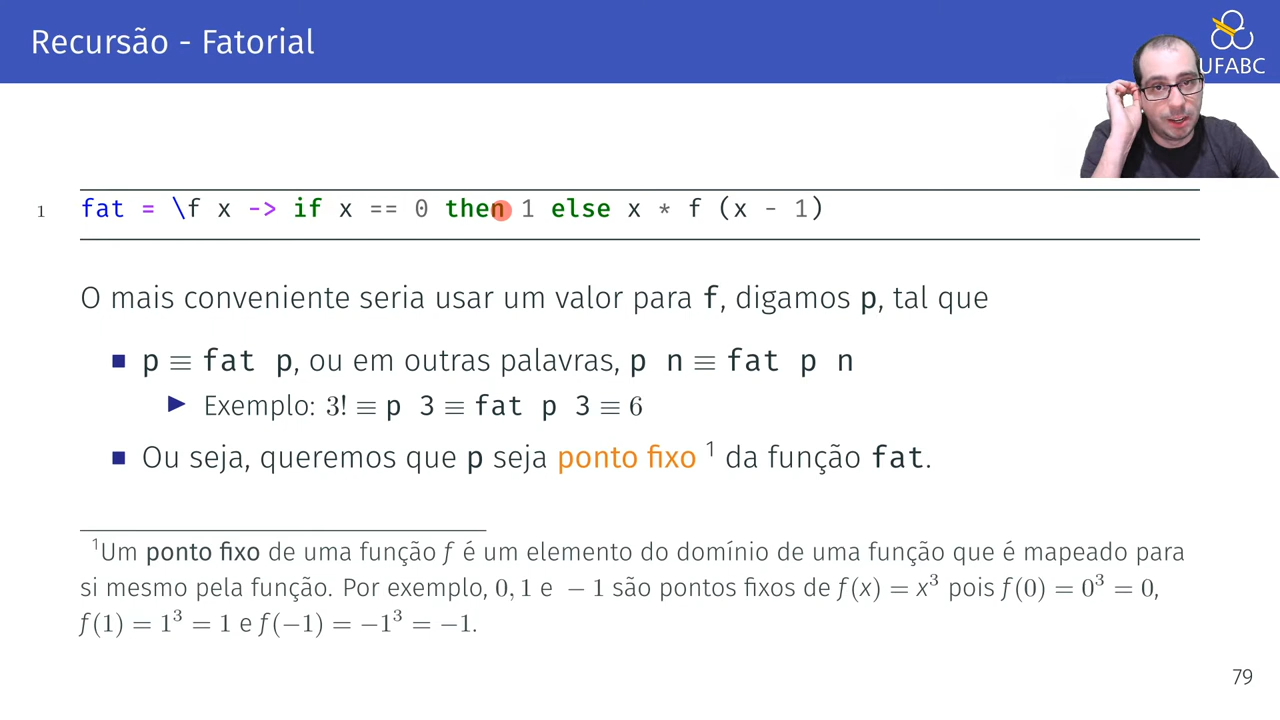 Recursão - Fatorial
UFABC
1 fat = \f x -> if x == 0 then 1 else x * f (x - 1)
O mais conveniente seria usar um valor para f, digamos p, tal que
p ≡ fat p, ou em outras palavras, p n ≡ fat p n
Exemplo: 3! ≡ p 3 ≡ fat p 3 ≡ 6
Ou seja, queremos que p seja ponto fixo ¹ da função fat.
¹Um ponto fixo de uma função f é um elemento do domínio de uma função que é mapeado para
si mesmo pela função. Por exemplo, 0, 1 e −1 são pontos fixos de f(x) = x³ pois f(0) = 0³ = 0,
f(1) = 1³ = 1 e f(−1) = −1³ = −1.
79